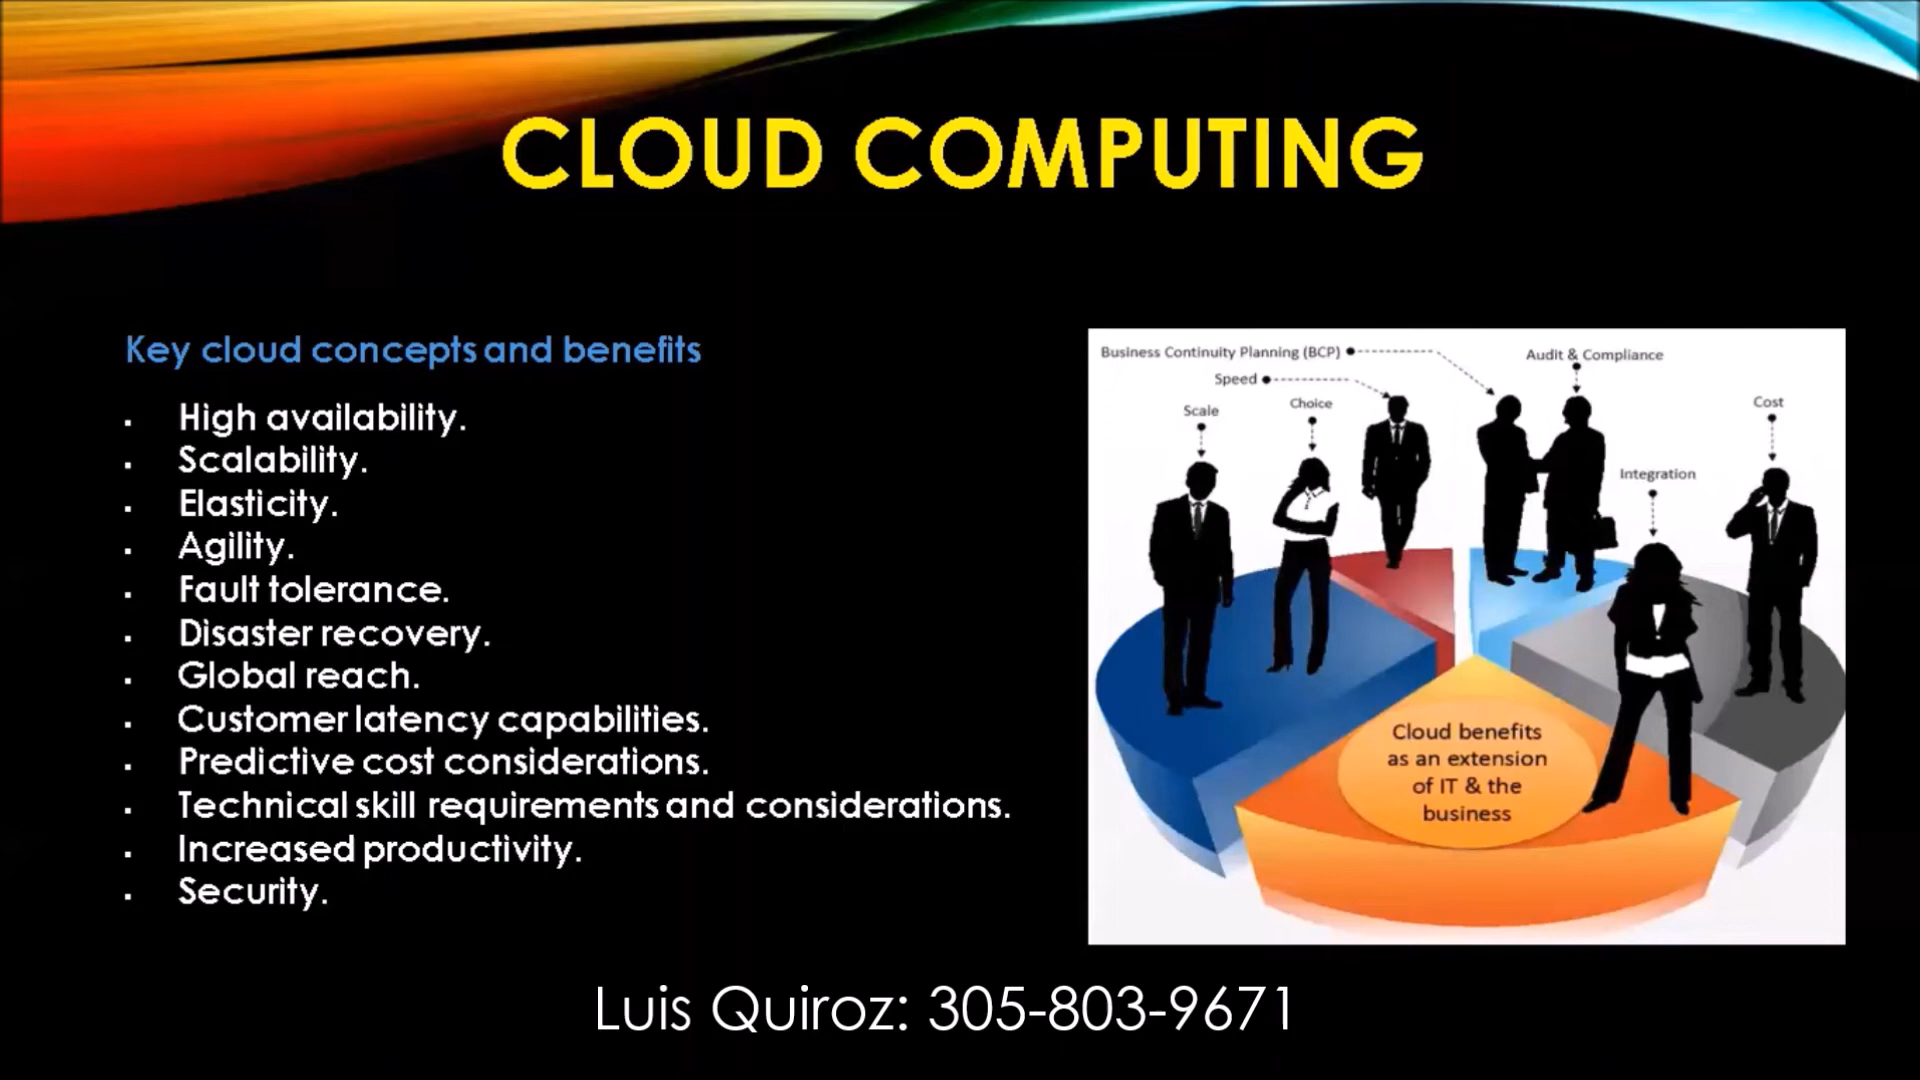 CLOUD COMPUTING
Key cloud concepts and benefits
▪ High availability.
▪ Scalability.
▪ Elasticity.
▪ Agility.
▪ Fault tolerance.
▪ Disaster recovery.
▪ Global reach.
▪ Customer latency capabilities.
▪ Predictive cost considerations.
▪ Technical skill requirements and considerations.
▪ Increased productivity.
▪ Security.
Business Continuity Planning (BCP)
Audit & Compliance
Speed
Scale
Choice
Cost
Integration
Cloud benefits
as an extension
of IT & the
business
Luis Quiroz: 305-803-9671